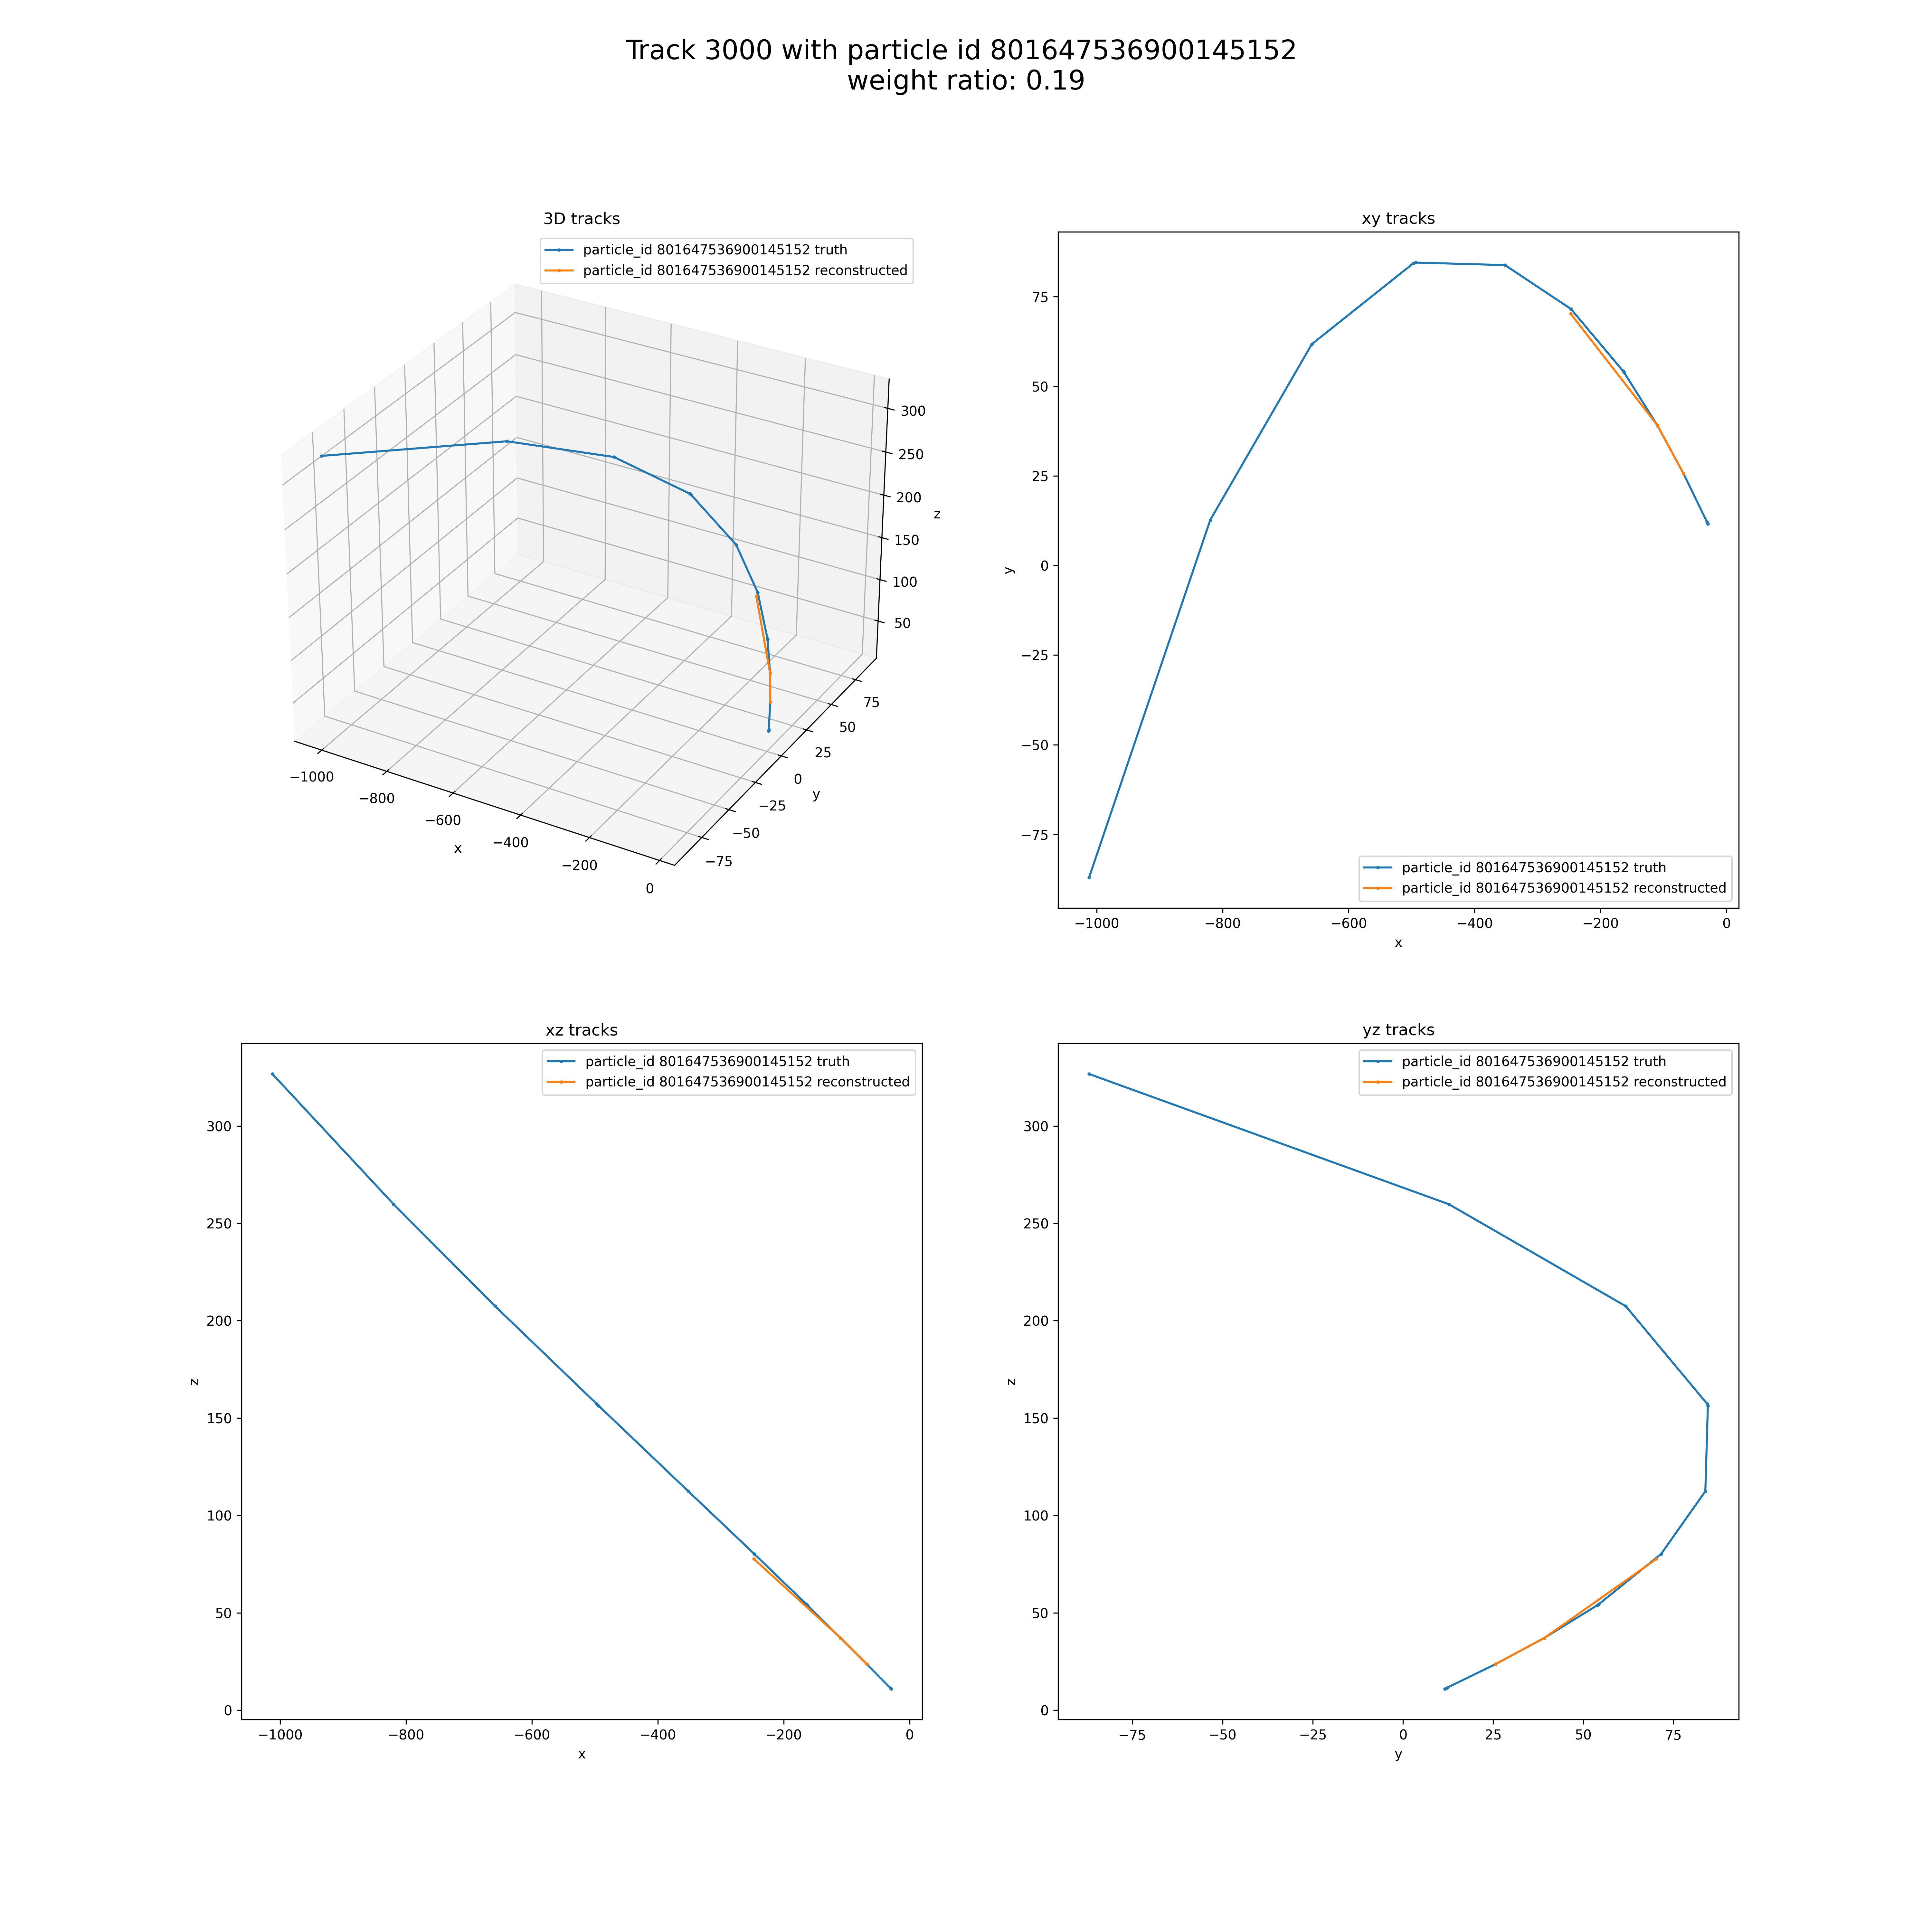 Track 3000 with particle id 801647536900145152
weight ratio: 0.19
3D tracks
particle_id 801647536900145152 truth
particle_id 801647536900145152 reconstructed
300
250
200
150
100
50
z
75
50
25
0
−25
−50
−75
y
−1000
−800
−600
−400
−200
0
x
xy tracks
75
50
25
0
−25
−50
−75
y
particle_id 801647536900145152 truth
particle_id 801647536900145152 reconstructed
−1000 −800 −600 −400 −200 0
x
xz tracks
particle_id 801647536900145152 truth
particle_id 801647536900145152 reconstructed
300
250
200
150
100
50
0
z
−1000 −800 −600 −400 −200 0
x
yz tracks
particle_id 801647536900145152 truth
particle_id 801647536900145152 reconstructed
300
250
200
150
100
50
0
z
−75 −50 −25 0 25 50 75
y